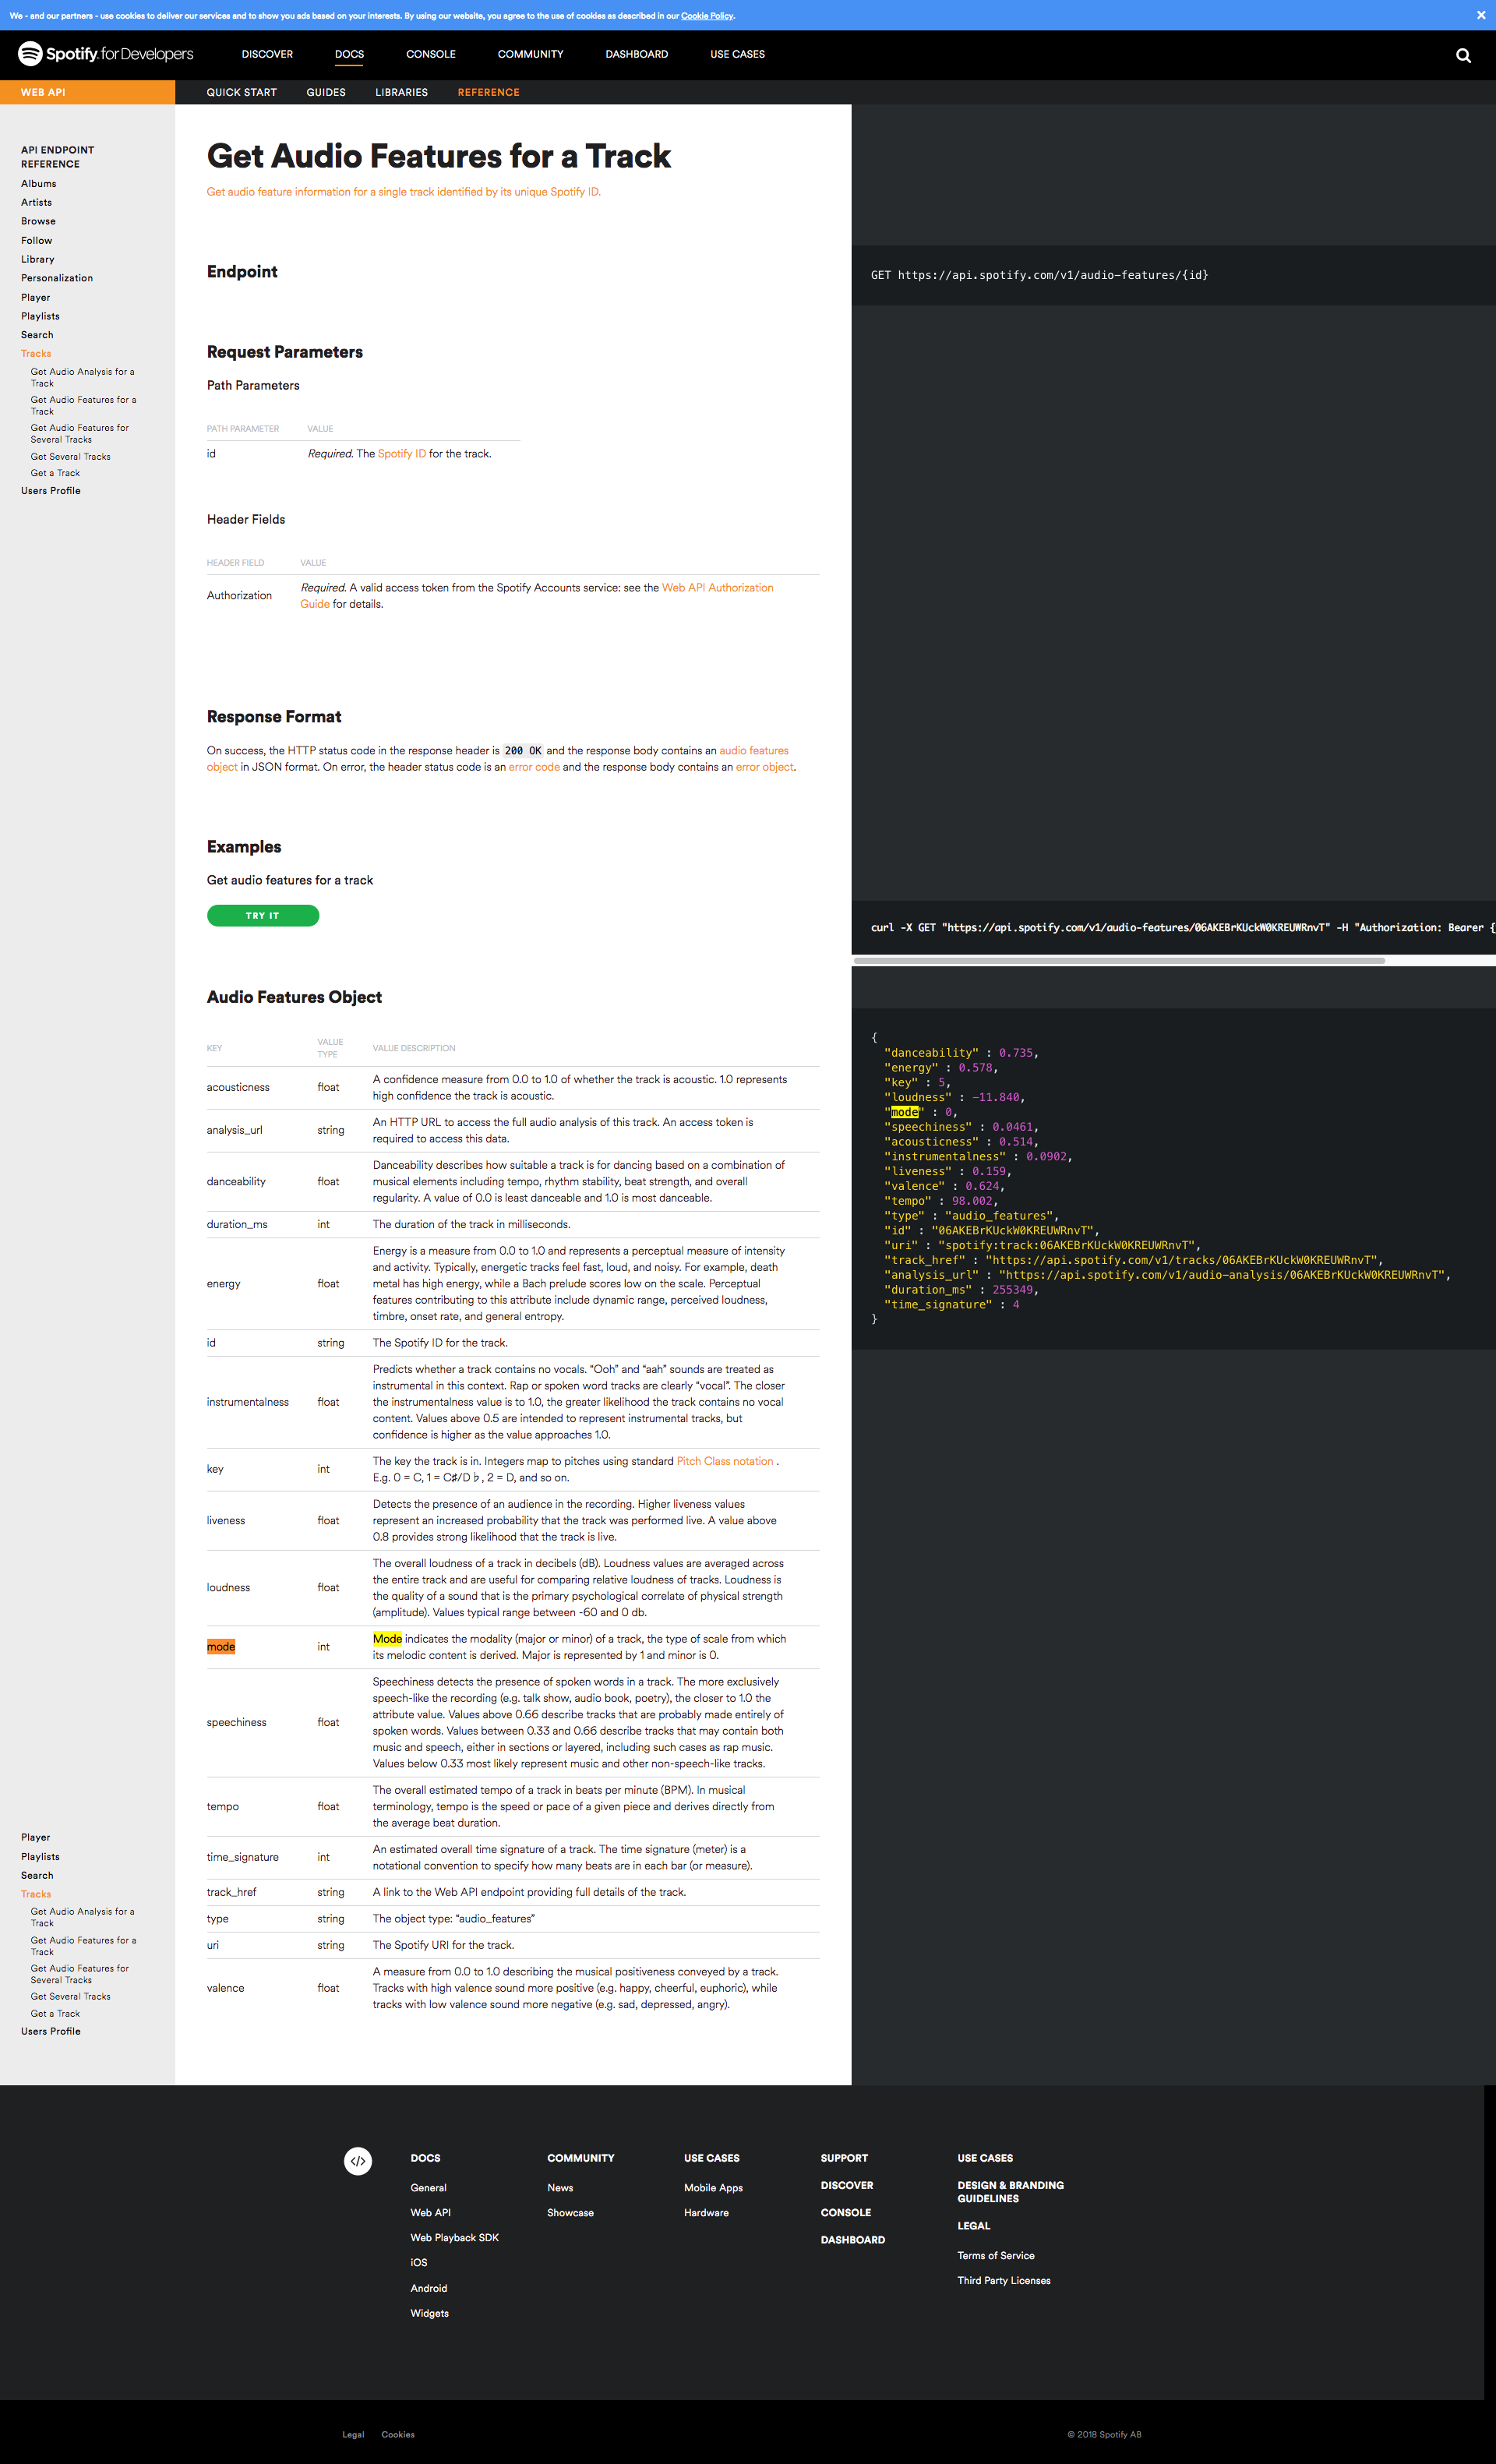 We - and our partners - use cookies to deliver our services and to show you ads based on your interests. By using our website, you agree to the use of cookies as described in our Cookie Policy.
Spotify for Developers
DISCOVER
DOCS
CONSOLE
COMMUNITY
DASHBOARD
USE CASES
WEB API
QUICK START
GUIDES
LIBRARIES
REFERENCE
API ENDPOINT
REFERENCE
Albums
Artists
Browse
Follow
Library
Personalization
Player
Playlists
Search
Tracks
Get Audio Analysis for a
Track
Get Audio Features for a
Track
Get Audio Features for
Several Tracks
Get Several Tracks
Get a Track
Users Profile
Get Audio Features for a Track
Get audio feature information for a single track identified by its unique Spotify ID.
Endpoint
GET https://api.spotify.com/v1/audio-features/{id}
Request Parameters
Path Parameters
PATH PARAMETER VALUE
id Required. The Spotify ID for the track.
Header Fields
HEADER FIELD VALUE
Authorization
Required. A valid access token from the Spotify Accounts service: see the Web API Authorization
Guide for details.
Response Format
On success, the HTTP status code in the response header is 200 OK and the response body contains an audio features
object in JSON format. On error, the header status code is an error code and the response body contains an error object.
Examples
Get audio features for a track
TRY IT
curl -X GET "https://api.spotify.com/v1/audio-features/06AKEBrKUckW0KREUWRnvT" -H "Authorization: Bearer {
Audio Features Object
KEY
VALUE
TYPE
VALUE DESCRIPTION
acousticness float
A confidence measure from 0.0 to 1.0 of whether the track is acoustic. 1.0 represents
high confidence the track is acoustic.
analysis_url string
An HTTP URL to access the full audio analysis of this track. An access token is
required to access this data.
danceability float
Danceability describes how suitable a track is for dancing based on a combination of
musical elements including tempo, rhythm stability, beat strength, and overall
regularity. A value of 0.0 is least danceable and 1.0 is most danceable.
duration_ms int The duration of the track in milliseconds.
energy float
Energy is a measure from 0.0 to 1.0 and represents a perceptual measure of intensity
and activity. Typically, energetic tracks feel fast, loud, and noisy. For example, death
metal has high energy, while a Bach prelude scores low on the scale. Perceptual
features contributing to this attribute include dynamic range, perceived loudness,
timbre, onset rate, and general entropy.
id string The Spotify ID for the track.
instrumentalness float
Predicts whether a track contains no vocals. “Ooh” and “aah” sounds are treated as
instrumental in this context. Rap or spoken word tracks are clearly “vocal”. The closer
the instrumentalness value is to 1.0, the greater likelihood the track contains no vocal
content. Values above 0.5 are intended to represent instrumental tracks, but
confidence is higher as the value approaches 1.0.
key int
The key the track is in. Integers map to pitches using standard Pitch Class notation .
E.g. 0 = C, 1 = C♯/D♭, 2 = D, and so on.
liveness float
Detects the presence of an audience in the recording. Higher liveness values
represent an increased probability that the track was performed live. A value above
0.8 provides strong likelihood that the track is live.
loudness float
The overall loudness of a track in decibels (dB). Loudness values are averaged across
the entire track and are useful for comparing relative loudness of tracks. Loudness is
the quality of a sound that is the primary psychological correlate of physical strength
(amplitude). Values typical range between -60 and 0 db.
mode int
Mode indicates the modality (major or minor) of a track, the type of scale from which
its melodic content is derived. Major is represented by 1 and minor is 0.
speechiness float
Speechiness detects the presence of spoken words in a track. The more exclusively
speech-like the recording (e.g. talk show, audio book, poetry), the closer to 1.0 the
attribute value. Values above 0.66 describe tracks that are probably made entirely of
spoken words. Values between 0.33 and 0.66 describe tracks that may contain both
music and speech, either in sections or layered, including such cases as rap music.
Values below 0.33 most likely represent music and other non-speech-like tracks.
tempo float
The overall estimated tempo of a track in beats per minute (BPM). In musical
terminology, tempo is the speed or pace of a given piece and derives directly from
the average beat duration.
time_signature int
An estimated overall time signature of a track. The time signature (meter) is a
notational convention to specify how many beats are in each bar (or measure).
track_href string A link to the Web API endpoint providing full details of the track.
type string The object type: “audio_features”
uri string The Spotify URI for the track.
valence float
A measure from 0.0 to 1.0 describing the musical positiveness conveyed by a track.
Tracks with high valence sound more positive (e.g. happy, cheerful, euphoric), while
tracks with low valence sound more negative (e.g. sad, depressed, angry).
{
"danceability" : 0.735,
"energy" : 0.578,
"key" : 5,
"loudness" : -11.840,
"mode" : 0,
"speechiness" : 0.0461,
"acousticness" : 0.514,
"instrumentalness" : 0.0902,
"liveness" : 0.159,
"valence" : 0.624,
"tempo" : 98.002,
"type" : "audio_features",
"id" : "06AKEBrKUckW0KREUWRnvT",
"uri" : "spotify:track:06AKEBrKUckW0KREUWRnvT",
"track_href" : "https://api.spotify.com/v1/tracks/06AKEBrKUckW0KREUWRnvT",
"analysis_url" : "https://api.spotify.com/v1/audio-analysis/06AKEBrKUckW0KREUWRnvT",
"duration_ms" : 255349,
"time_signature" : 4
}
Player
Playlists
Search
Tracks
Get Audio Analysis for a
Track
Get Audio Features for a
Track
Get Audio Features for
Several Tracks
Get Several Tracks
Get a Track
Users Profile
</>
DOCS
General
Web API
Web Playback SDK
iOS
Android
Widgets
COMMUNITY
News
Showcase
USE CASES
Mobile Apps
Hardware
SUPPORT
DISCOVER
CONSOLE
DASHBOARD
USE CASES
DESIGN & BRANDING
GUIDELINES
LEGAL
Terms of Service
Third Party Licenses
Legal
Cookies
© 2018 Spotify AB